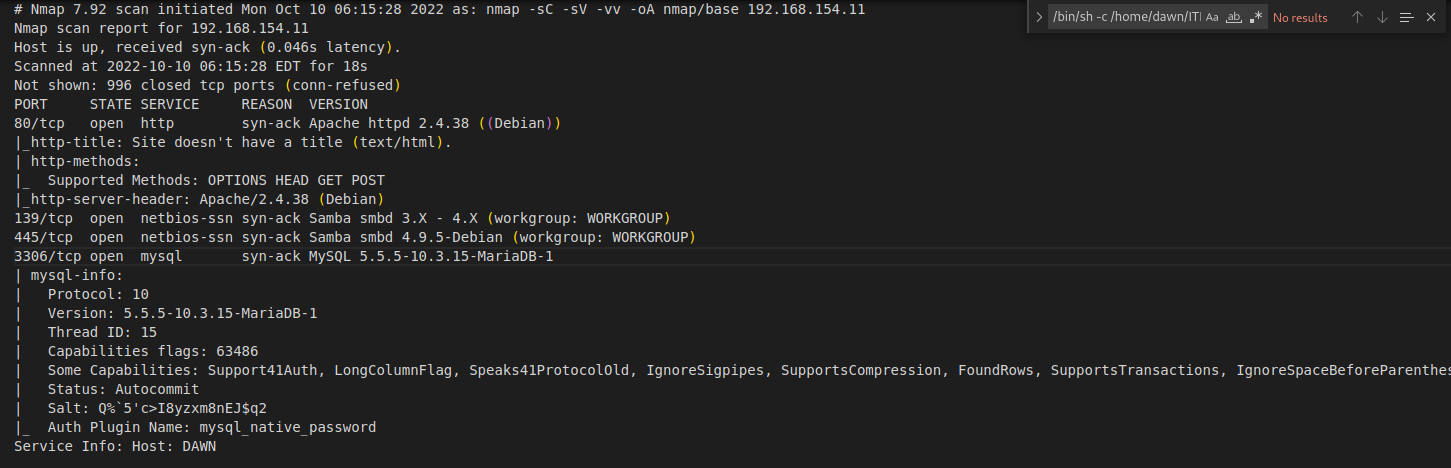 # Nmap 7.92 scan initiated Mon Oct 10 06:15:28 2022 as: nmap -sC -sV -vv -oA nmap/base 192.168.154.11
/bin/sh -c /home/dawn/ITI
Aa ab .* No results
Nmap scan report for 192.168.154.11
Host is up, received syn-ack (0.046s latency).
Scanned at 2022-10-10 06:15:28 EDT for 18s
Not shown: 996 closed tcp ports (conn-refused)
PORT     STATE SERVICE     REASON  VERSION
80/tcp   open  http        syn-ack Apache httpd 2.4.38 ((Debian))
|_http-title: Site doesn't have a title (text/html).
| http-methods:
|_  Supported Methods: OPTIONS HEAD GET POST
|_http-server-header: Apache/2.4.38 (Debian)
139/tcp  open  netbios-ssn syn-ack Samba smbd 3.X - 4.X (workgroup: WORKGROUP)
445/tcp  open  netbios-ssn syn-ack Samba smbd 4.9.5-Debian (workgroup: WORKGROUP)
3306/tcp open  mysql       syn-ack MySQL 5.5.5-10.3.15-MariaDB-1
| mysql-info:
|   Protocol: 10
|   Version: 5.5.5-10.3.15-MariaDB-1
|   Thread ID: 15
|   Capabilities flags: 63486
|   Some Capabilities: Support41Auth, LongColumnFlag, Speaks41ProtocolOld, IgnoreSigpipes, SupportsCompression, FoundRows, SupportsTransactions, IgnoreSpaceBeforeParenthes
|   Status: Autocommit
|   Salt: Q%`5'c>I8yzxm8nEJ$q2
|_  Auth Plugin Name: mysql_native_password
Service Info: Host: DAWN